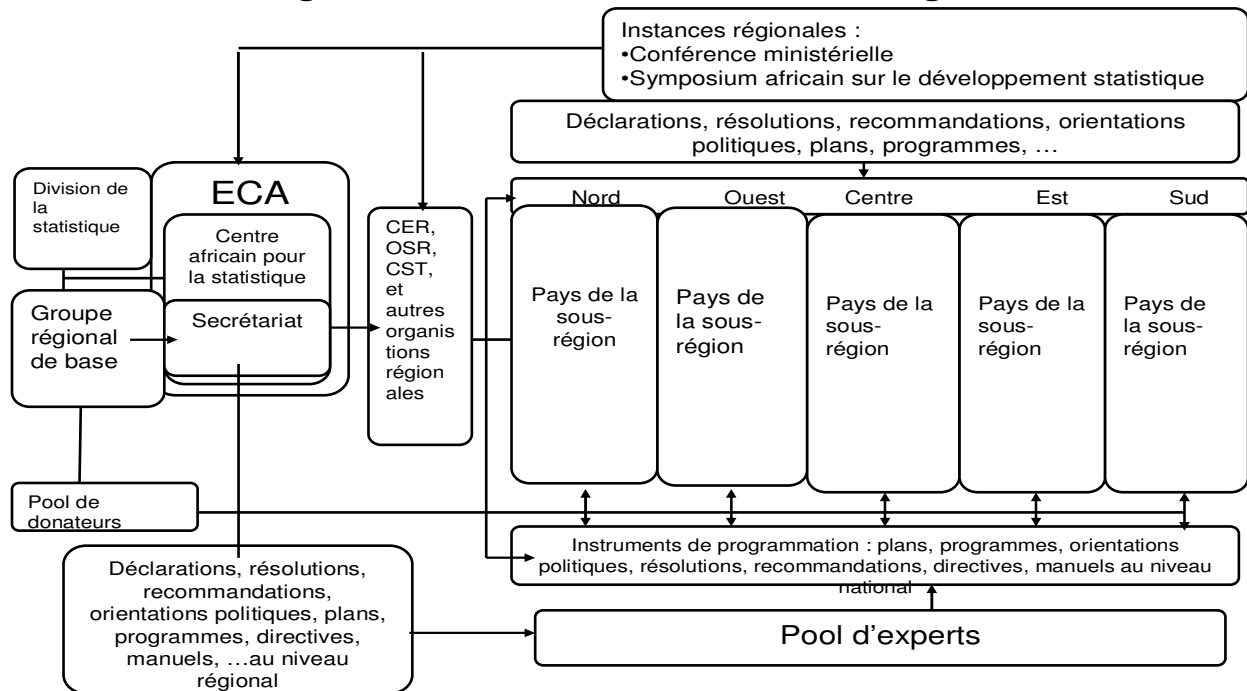 Instances régionales :
•Conférence ministérielle
•Symposium africain sur le développement statistique
Déclarations, résolutions, recommandations, orientations
politiques, plans, programmes, …
Division de
la
statistique
ECA
Centre
africain pour
la statistique
Groupe
régional
de base
Secrétariat
CER,
OSR,
CST,
et
autres
organis
tions
région
ales
Nord
Ouest
Centre
Est
Sud
Pays de la
sous-
région
Pays de
la sous-
région
Pays de la
sous-
région
Pays de la
sous-
région
Pays de
la sous-
région
Pool de
donateurs
Instruments de programmation : plans, programmes, orientations
politiques, résolutions, recommandations, directives, manuels au niveau
national
Déclarations, résolutions,
recommandations,
orientations politiques, plans,
programmes, directives,
manuels, …au niveau
régional
Pool d’experts